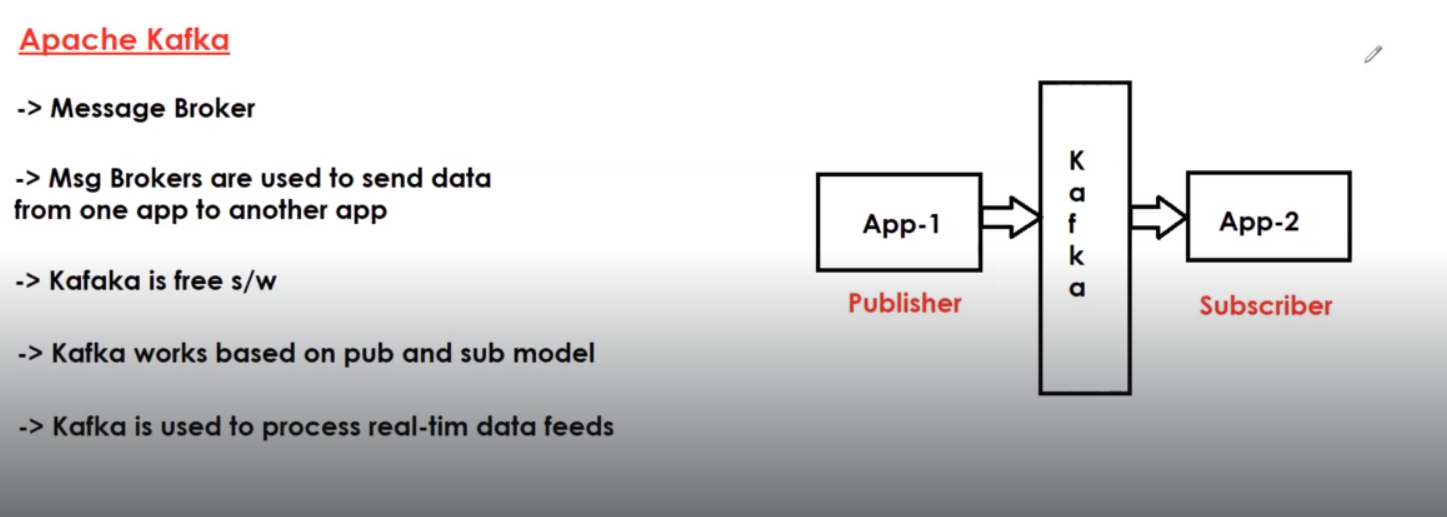 Apache Kafka
-> Message Broker
-> Msg Brokers are used to send data
from one app to another app
-> Kafaka is free s/w
-> Kafka works based on pub and sub model
-> Kafka is used to process real-tim data feeds
App-1
Publisher
K
a
f
k
a
App-2
Subscriber